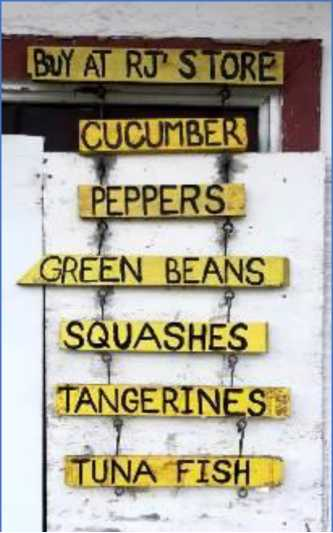 BUY AT RJ' STORE
CUCUMBER
PEPPERS
GREEN BEANS
SQUASHES
TANGERINES
TUNA FISH